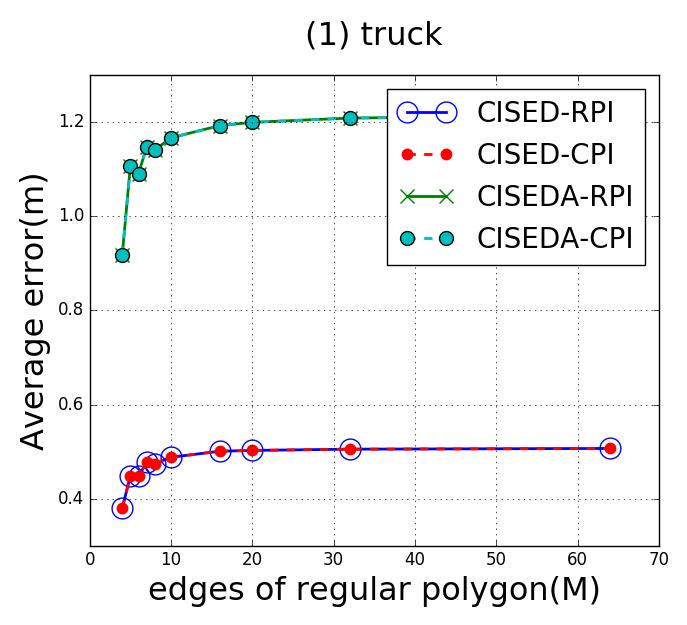 (1) truck
Average error(m)
1.2
1.0
0.8
0.6
0.4
CISED-RPI
CISED-CPI
CISEDA-RPI
CISEDA-CPI
0 10 20 30 40 50 60 70
edges of regular polygon(M)